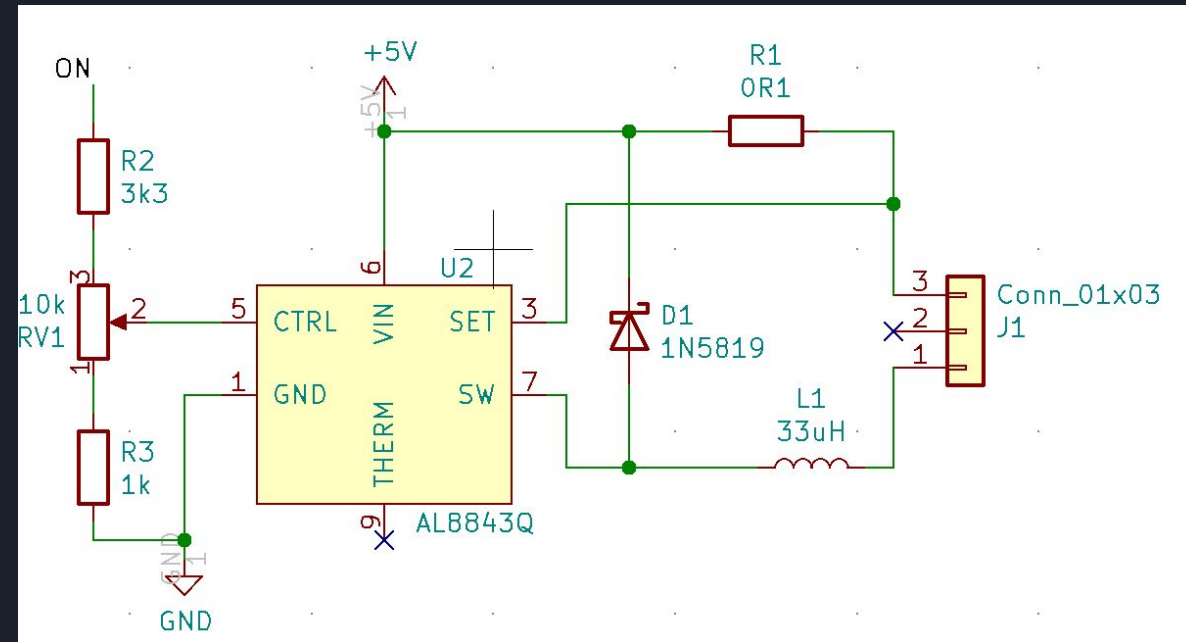 ON
+5V
+5V
1
R1
0R1
R2
3k3
3
10k
RV1
2
1
R3
1k
GND
1
GND
U2
6
VIN
5
CTRL
SET
3
1
GND
SW
7
THERM
9
AL8843Q
D1
1N5819
L1
33uH
3
2
1
Conn_01x03
J1